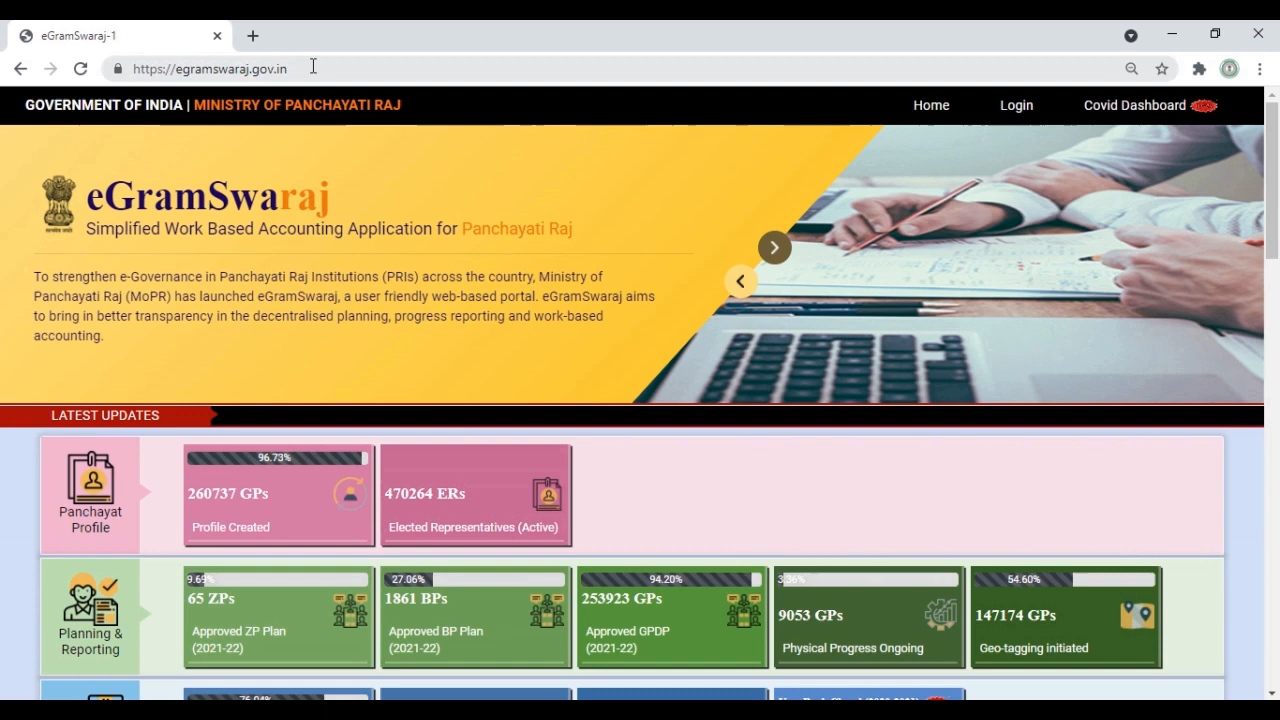 eGramSwaraj-1
https://egramswaraj.gov.in
GOVERNMENT OF INDIA | MINISTRY OF PANCHAYATI RAJ
Home
Login
Covid Dashboard
eGramSwaraj
Simplified Work Based Accounting Application for Panchayati Raj
To strengthen e-Governance in Panchayati Raj Institutions (PRIs) across the country, Ministry of
Panchayati Raj (MoPR) has launched eGramSwaraj, a user friendly web-based portal. eGramSwaraj aims
to bring in better transparency in the decentralised planning, progress reporting and work-based
accounting.
LATEST UPDATES
Panchayat
Profile
96.73%
260737 GPs
Profile Created
470264 ERs
Elected Representatives (Active)
Planning &
Reporting
9.69%
65 ZPs
Approved ZP Plan
(2021-22)
27.06%
1861 BPs
Approved BP Plan
(2021-22)
94.20%
253923 GPs
Approved GPDP
(2021-22)
3.36%
9053 GPs
Physical Progress Ongoing
54.60%
147174 GPs
Geo-tagging initiated
76.04%